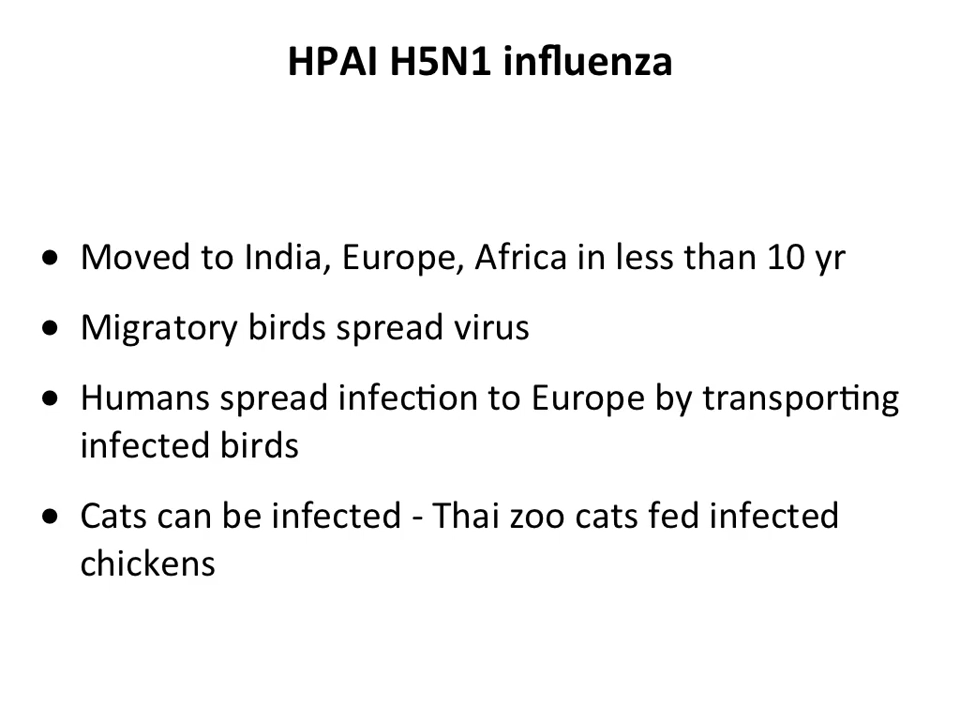 HPAI H5N1 influenza
• Moved to India, Europe, Africa in less than 10 yr
• Migratory birds spread virus
• Humans spread infection to Europe by transporting
infected birds
• Cats can be infected - Thai zoo cats fed infected
chickens